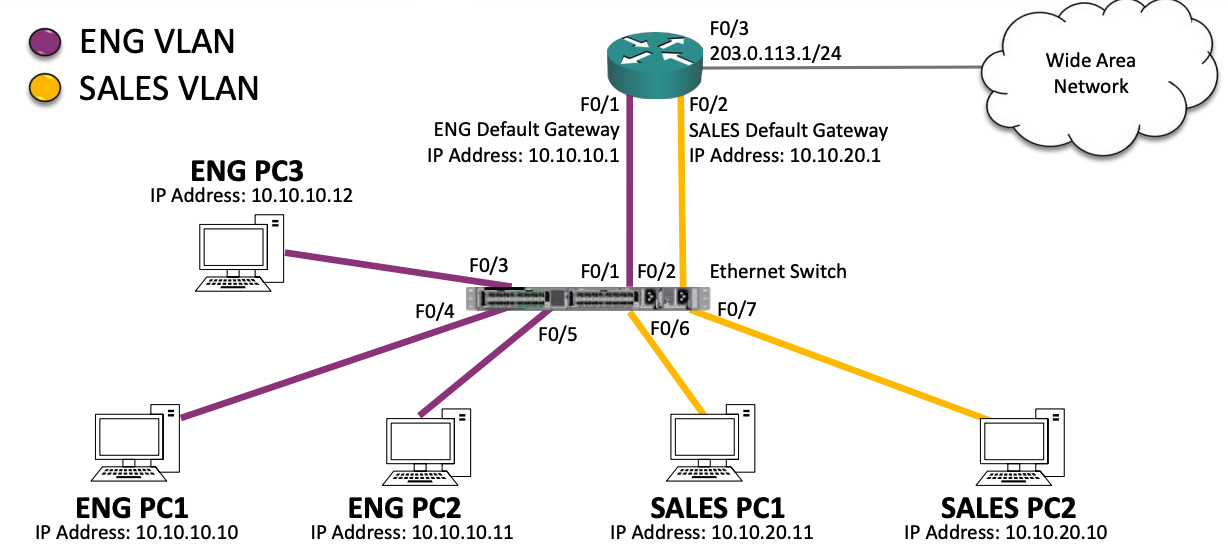 ENG VLAN
SALES VLAN
F0/3
203.0.113.1/24
Wide Area
Network
F0/1
ENG Default Gateway
IP Address: 10.10.10.1
F0/2
SALES Default Gateway
IP Address: 10.10.20.1
ENG PC3
IP Address: 10.10.10.12
F0/3
F0/1
F0/2
Ethernet Switch
F0/4
F0/5
F0/6
F0/7
ENG PC1
IP Address: 10.10.10.10
ENG PC2
IP Address: 10.10.10.11
SALES PC1
IP Address: 10.10.20.11
SALES PC2
IP Address: 10.10.20.10